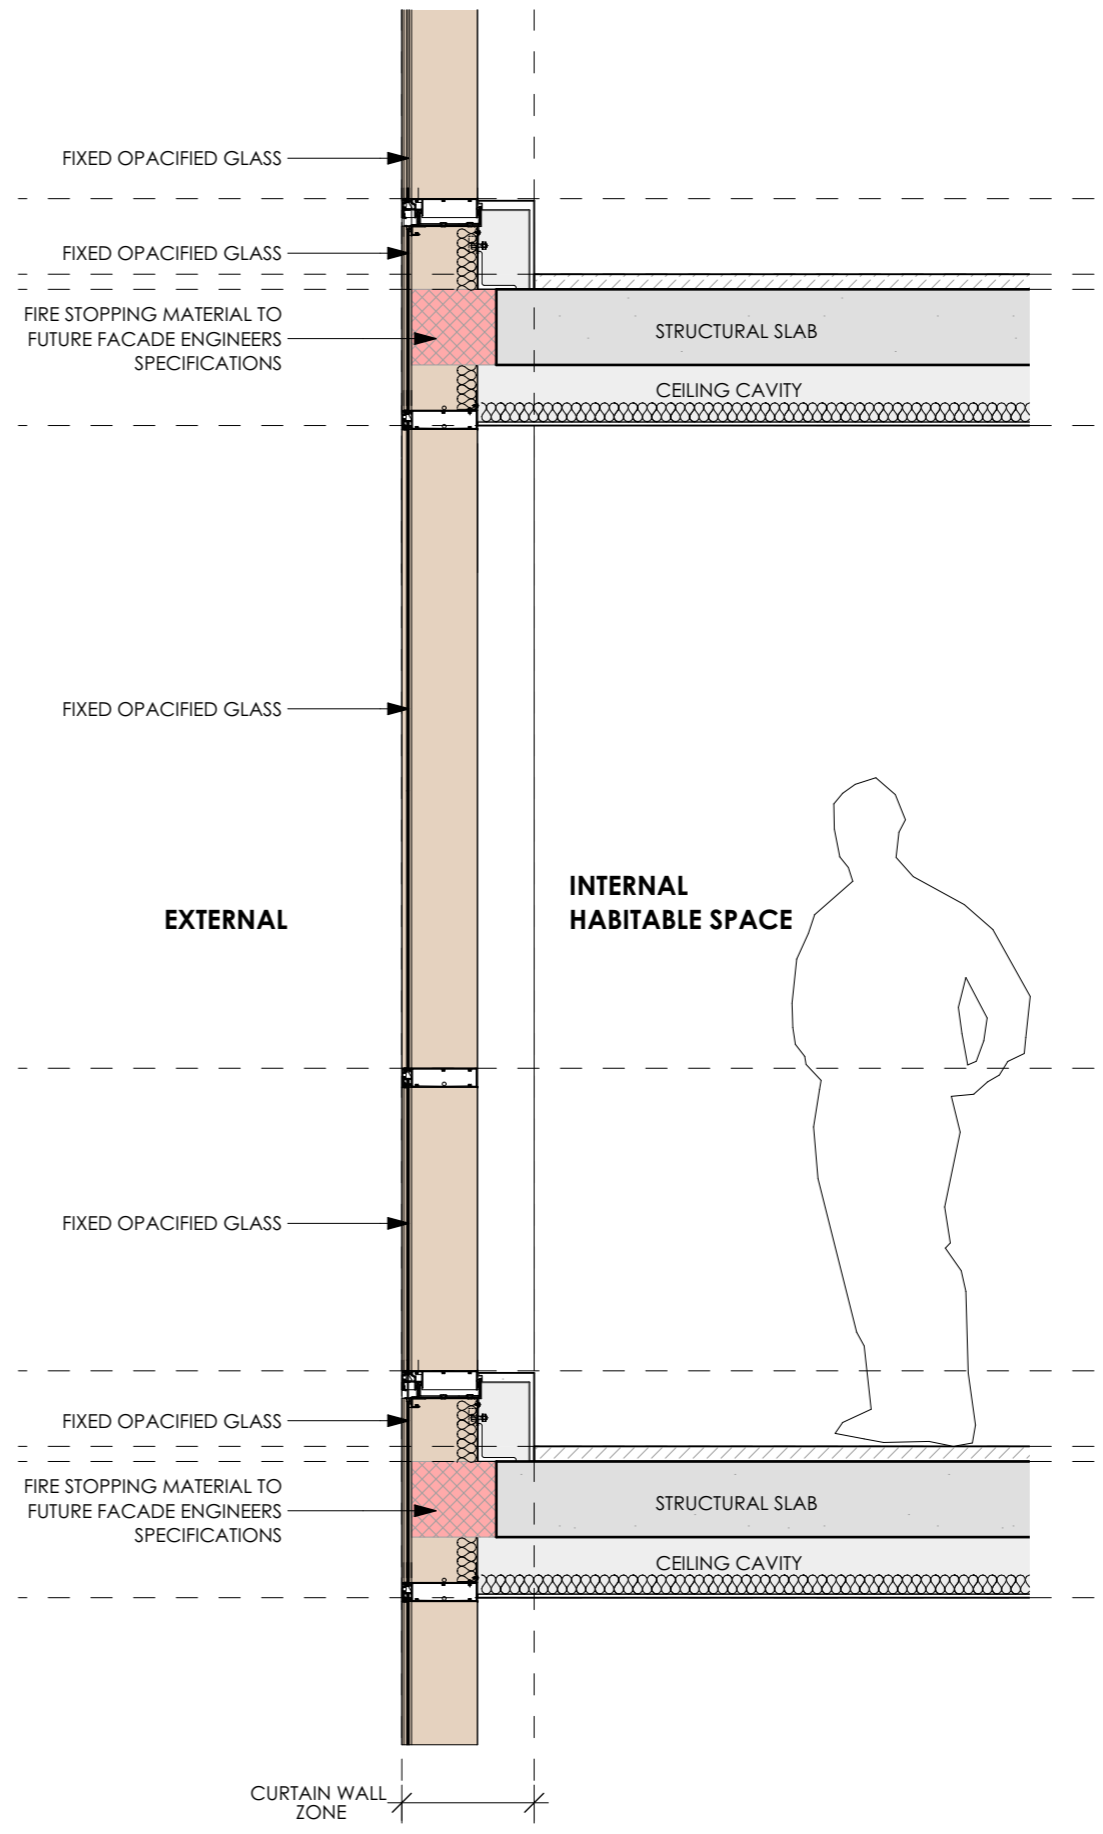 FIXED OPACIFIED GLASS
FIXED OPACIFIED GLASS
FIRE STOPPING MATERIAL TO
FUTURE FACADE ENGINEERS
SPECIFICATIONS
STRUCTURAL SLAB
CEILING CAVITY
FIXED OPACIFIED GLASS
EXTERNAL
INTERNAL
HABITABLE SPACE
FIXED OPACIFIED GLASS
FIXED OPACIFIED GLASS
FIRE STOPPING MATERIAL TO
FUTURE FACADE ENGINEERS
SPECIFICATIONS
STRUCTURAL SLAB
CEILING CAVITY
CURTAIN WALL
ZONE